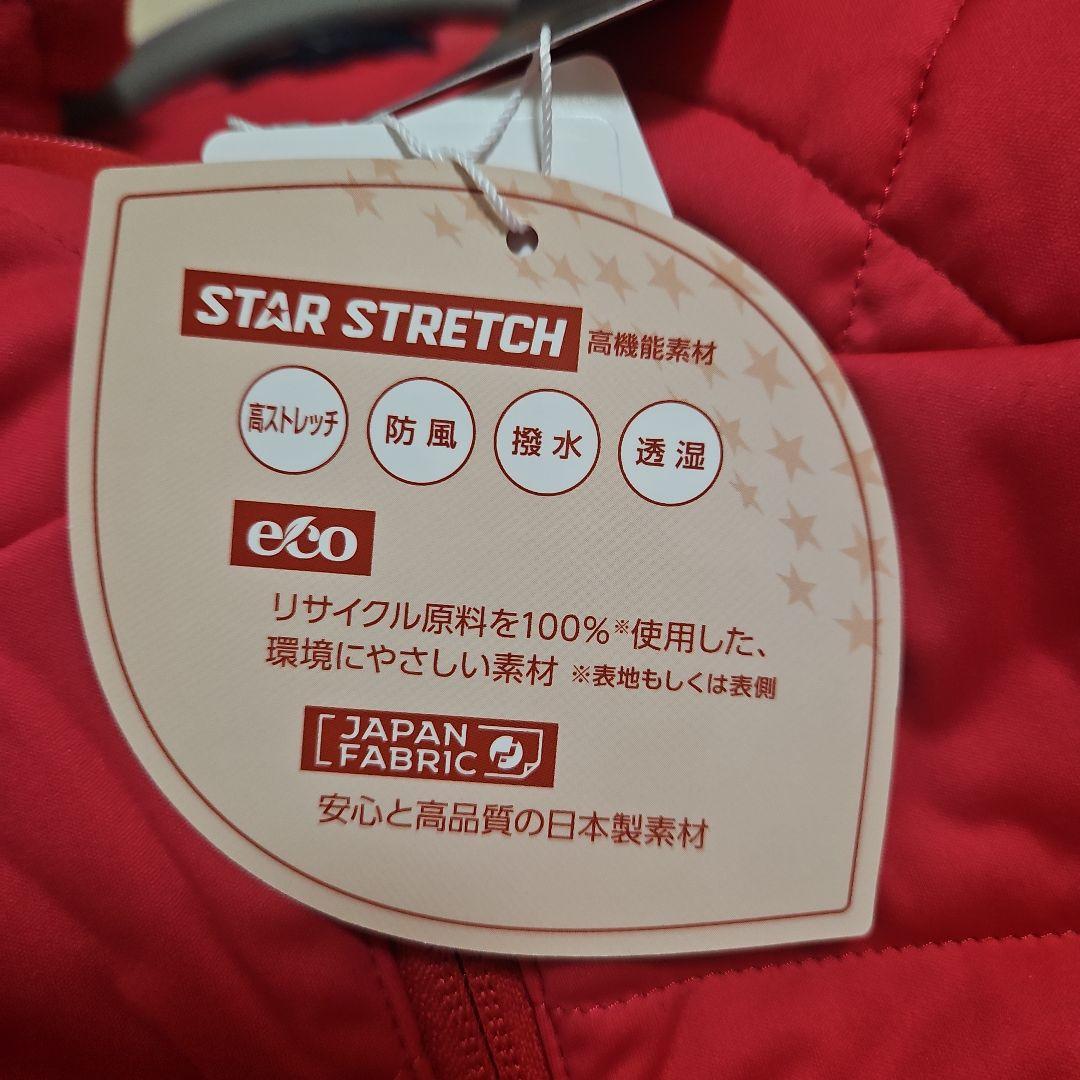 STAR STRETCH 高機能素材
高ストレッチ 防風 撥水 透湿
eco
リサイクル原料を100%※使用した、
環境にやさしい素材 ※表地もしくは表側
JAPAN
FABRIC
安心と高品質の日本製素材